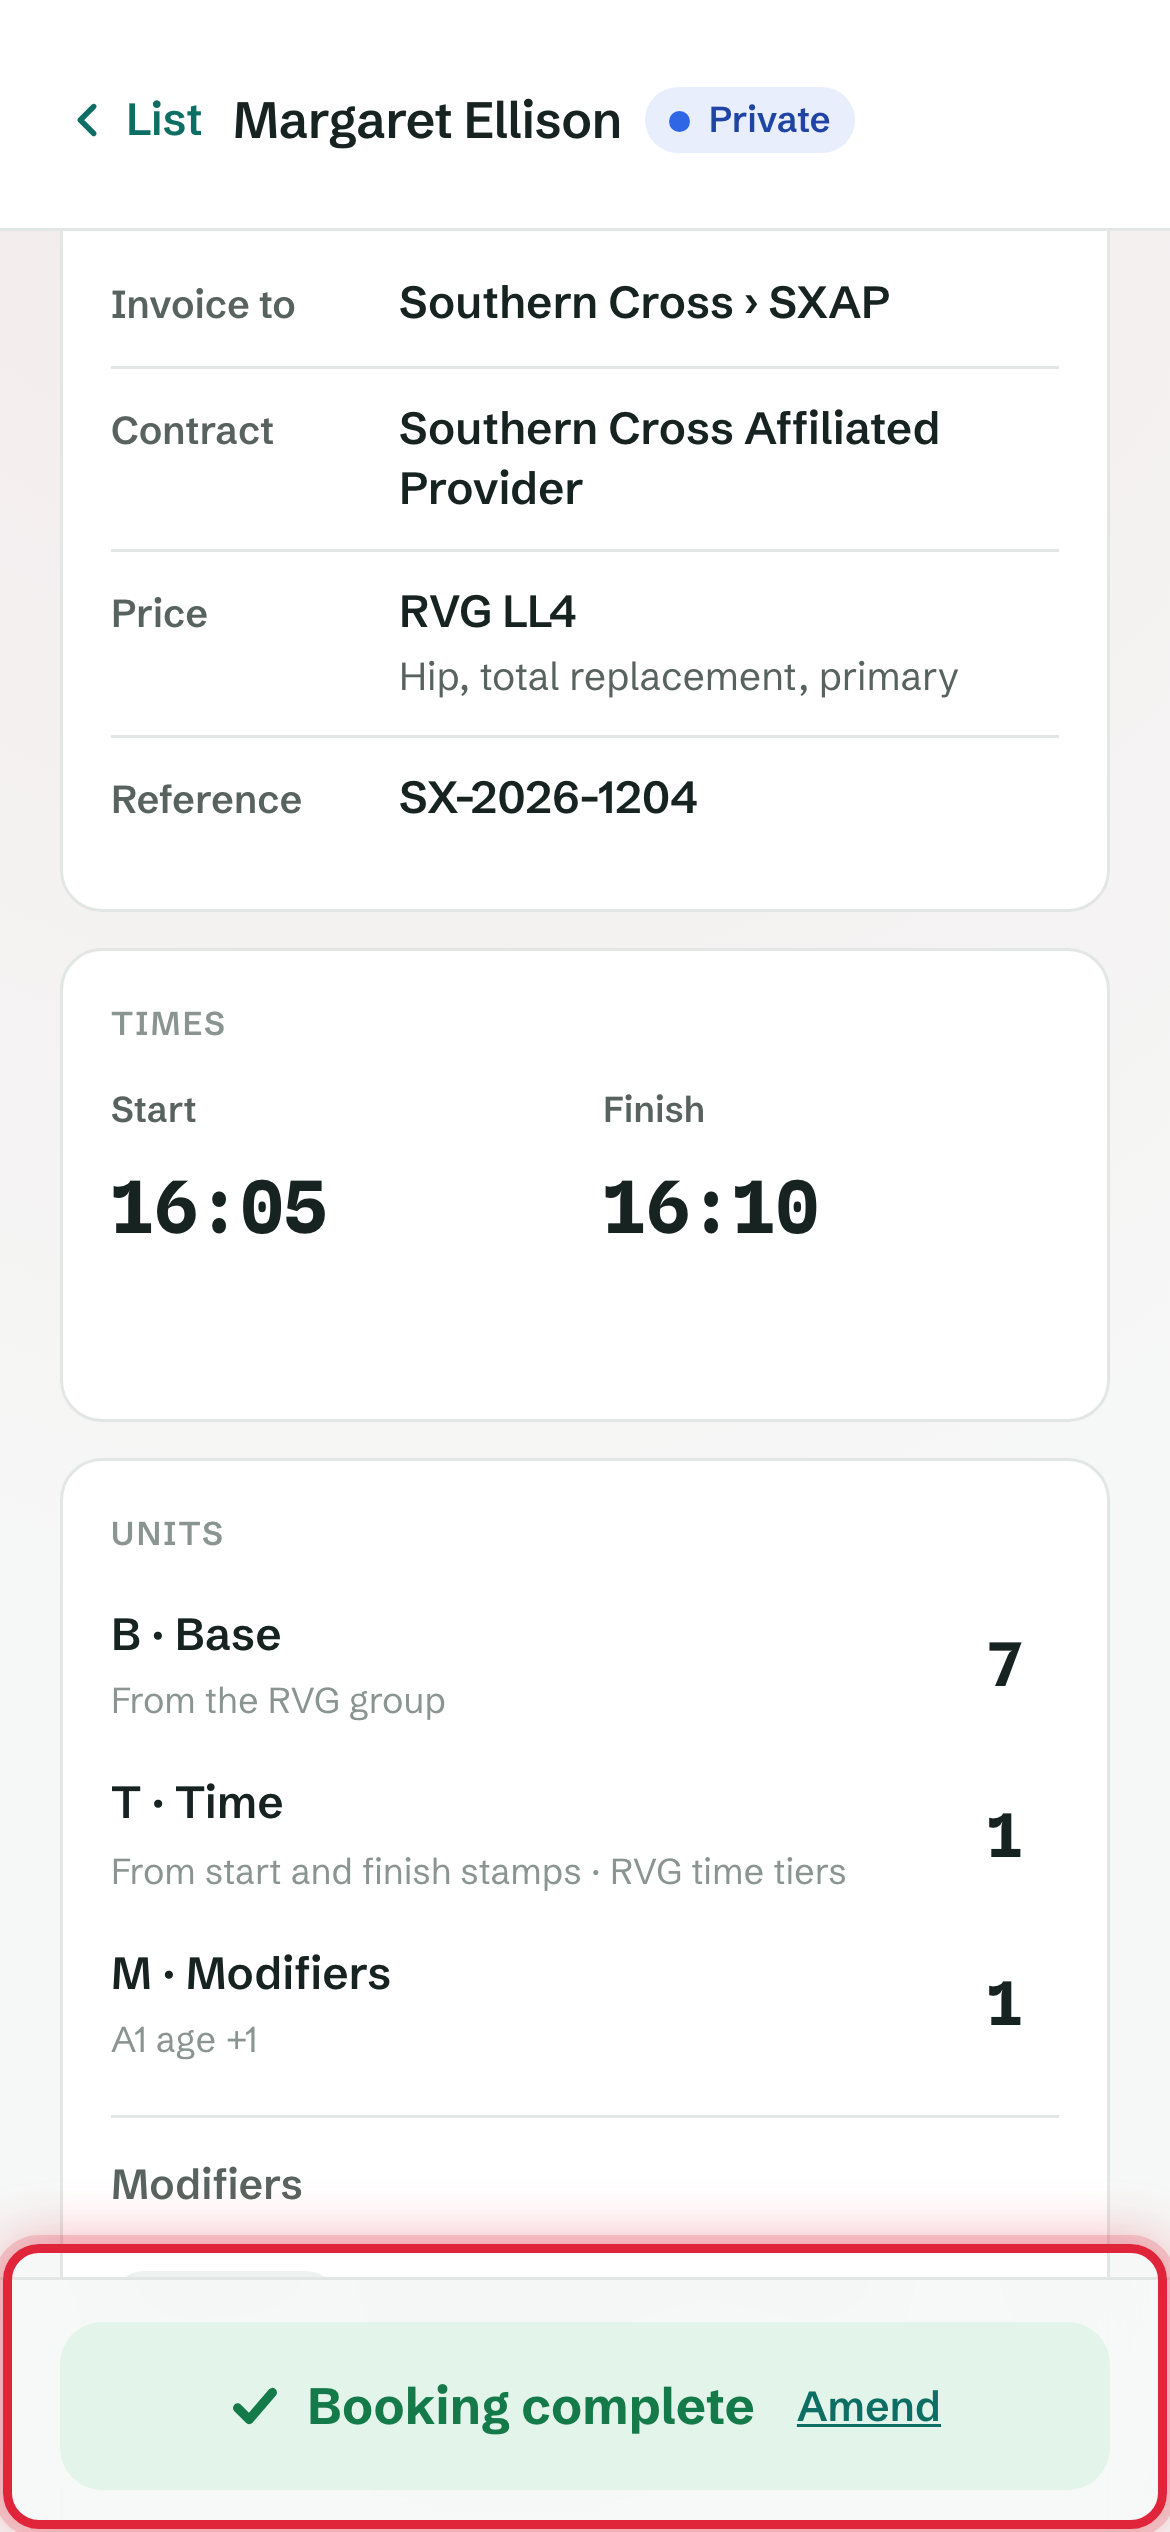 List Margaret Ellison Private
Invoice to Southern Cross › SXAP
Contract Southern Cross Affiliated
Provider
Price RVG LL4
Hip, total replacement, primary
Reference SX-2026-1204
TIMES
Start Finish
16:05 16:10
UNITS
B · Base 7
From the RVG group
T · Time 1
From start and finish stamps · RVG time tiers
M · Modifiers 1
A1 age +1
Modifiers
Booking complete Amend